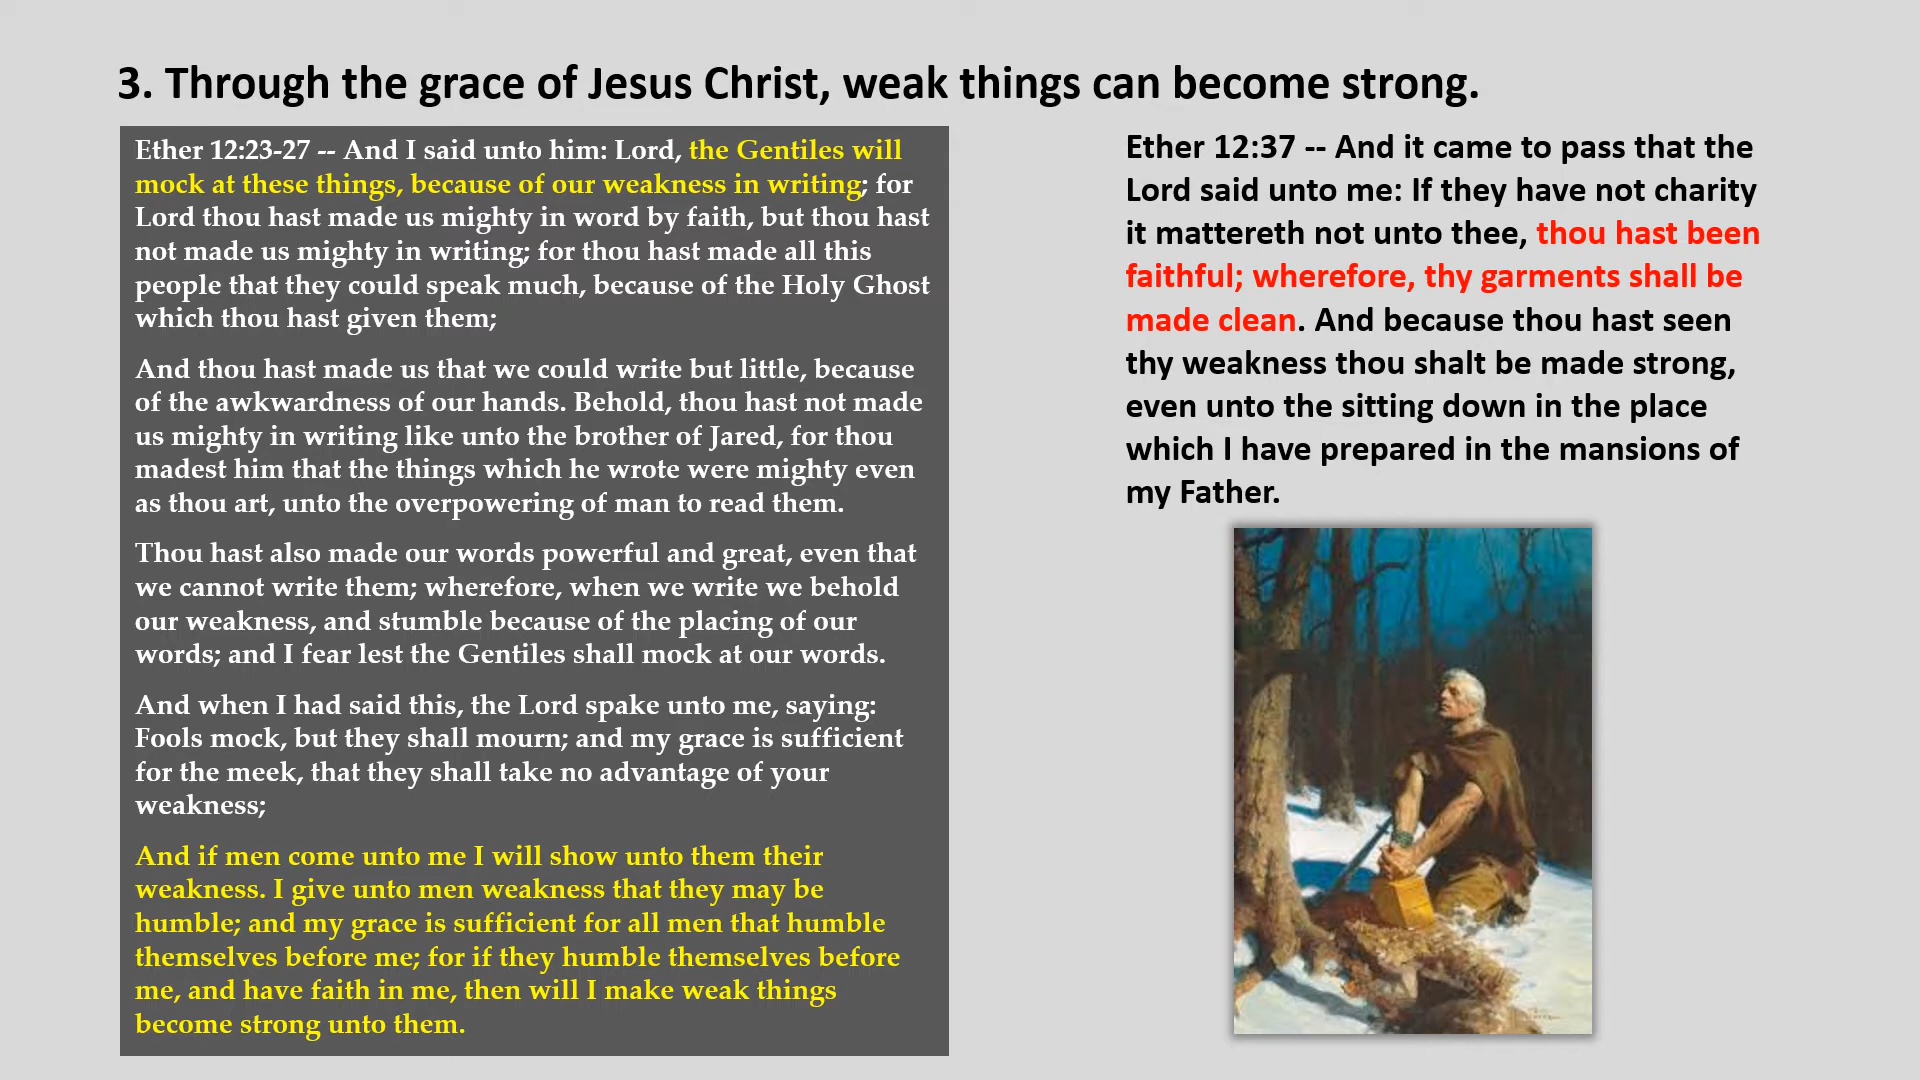 3. Through the grace of Jesus Christ, weak things can become strong.
Ether 12:23-27 -- And I said unto him: Lord, the Gentiles will
mock at these things, because of our weakness in writing; for
Lord thou hast made us mighty in word by faith, but thou hast
not made us mighty in writing; for thou hast made all this
people that they could speak much, because of the Holy Ghost
which thou hast given them;
And thou hast made us that we could write but little, because
of the awkwardness of our hands. Behold, thou hast not made
us mighty in writing like unto the brother of Jared, for thou
madest him that the things which he wrote were mighty even
as thou art, unto the overpowering of man to read them.
Thou hast also made our words powerful and great, even that
we cannot write them; wherefore, when we write we behold
our weakness, and stumble because of the placing of our
words; and I fear lest the Gentiles shall mock at our words.
And when I had said this, the Lord spake unto me, saying:
Fools mock, but they shall mourn; and my grace is sufficient
for the meek, that they shall take no advantage of your
weakness;
And if men come unto me I will show unto them their
weakness. I give unto men weakness that they may be
humble; and my grace is sufficient for all men that humble
themselves before me; for if they humble themselves before
me, and have faith in me, then will I make weak things
become strong unto them.
Ether 12:37 -- And it came to pass that the
Lord said unto me: If they have not charity
it mattereth not unto thee, thou hast been
faithful; wherefore, thy garments shall be
made clean. And because thou hast seen
thy weakness thou shalt be made strong,
even unto the sitting down in the place
which I have prepared in the mansions of
my Father.